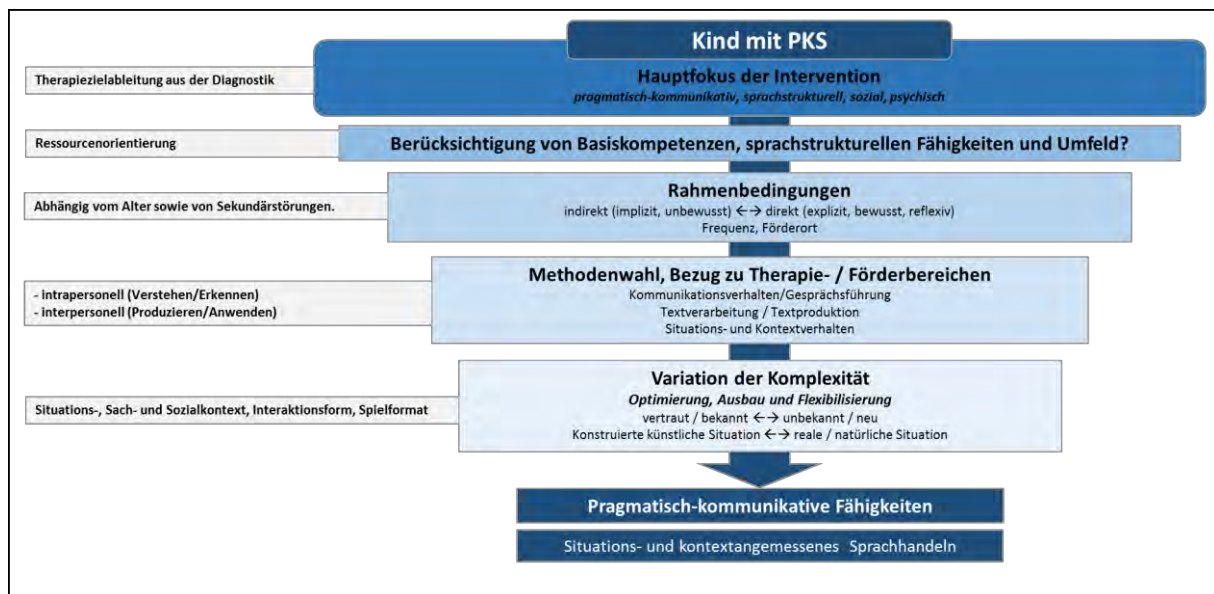 Kind mit PKS
Therapiezielableitung aus der Diagnostik
Hauptfokus der Intervention
pragmatisch-kommunikativ, sprachstrukturell, sozial, psychisch
Ressourcenorientierung
Berücksichtigung von Basiskompetenzen, sprachstrukturellen Fähigkeiten und Umfeld?
Abhängig vom Alter sowie von Sekundärstörungen.
Rahmenbedingungen
indirekt (implizit, unbewusst) ←→ direkt (explizit, bewusst, reflexiv)
Frequenz, Förderort
- intrapersonell (Verstehen/Erkennen)
- interpersonell (Produzieren/Anwenden)
Methodenwahl, Bezug zu Therapie- / Förderbereichen
Kommunikationsverhalten/Gesprächsführung
Textverarbeitung / Textproduktion
Situations- und Kontextverhalten
Situations-, Sach- und Sozialkontext, Interaktionsform, Spielformat
Variation der Komplexität
Optimierung, Ausbau und Flexibilisierung
vertraut / bekannt ←→ unbekannt / neu
Konstruierte künstliche Situation ←→ reale / natürliche Situation
Pragmatisch-kommunikative Fähigkeiten
Situations- und kontextangemessenes Sprachhandeln